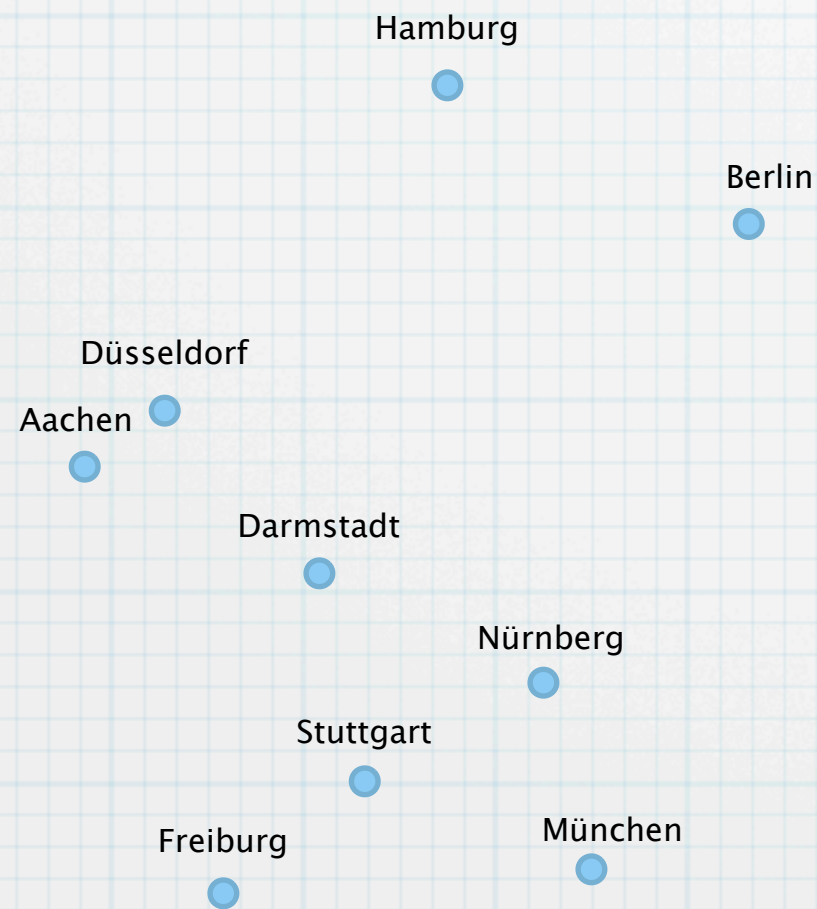 Hamburg
Berlin
Düsseldorf
Aachen
Darmstadt
Nürnberg
Stuttgart
München
Freiburg